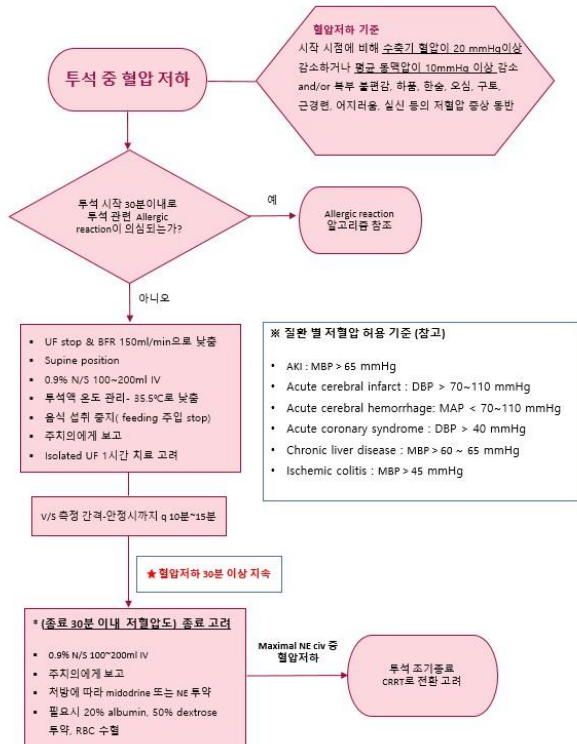 혈압저하 기준
시작 시점에 비해 수축기 혈압이 20 mmHg이상
감소하거나 평균 동맥압이 10mmHg 이상 감소
and/or 복부 불편감, 하품, 한숨, 오심, 구토,
근경련, 어지러움, 실신 등의 저혈압 증상 동반
투석 중 혈압 저하
투석 시작 30분이내로
투석 관련 Allergic
reaction이 의심되는가?
예
Allergic reaction
알고리즘 참조
아니오
▪ UF stop & BFR 150ml/min으로 낮춤
▪ Supine position
▪ 0.9% N/S 100~200ml IV
▪ 투석액 온도 관리- 35.5℃로 낮춤
▪ 음식 섭취 중지( feeding 주입 stop)
▪ 주치의에게 보고
▪ Isolated UF 1시간 치료 고려
※ 질환 별 저혈압 허용 기준 (참고)
• AKI : MBP > 65 mmHg
• Acute cerebral infarct : DBP > 70~110 mmHg
• Acute cerebral hemorrhage: MAP < 70~110 mmHg
• Acute coronary syndrome : DBP > 40 mmHg
• Chronic liver disease : MBP > 60 ~ 65 mmHg
• Ischemic colitis : MBP > 45 mmHg
V/S 측정 간격-안정시까지 q 10분~15분
★ 혈압저하 30분 이상 지속
* (종료 30분 이내 저혈압도) 종료 고려
▪ 0.9% N/S 100~200ml IV
▪ 주치의에게 보고
▪ 처방에 따라 midodrine 또는 NE 투약
▪ 필요시 20% albumin, 50% dextrose
투약, RBC 수혈
Maximal NE civ 중
혈압저하
투석 조기종료
CRRT로 전환 고려